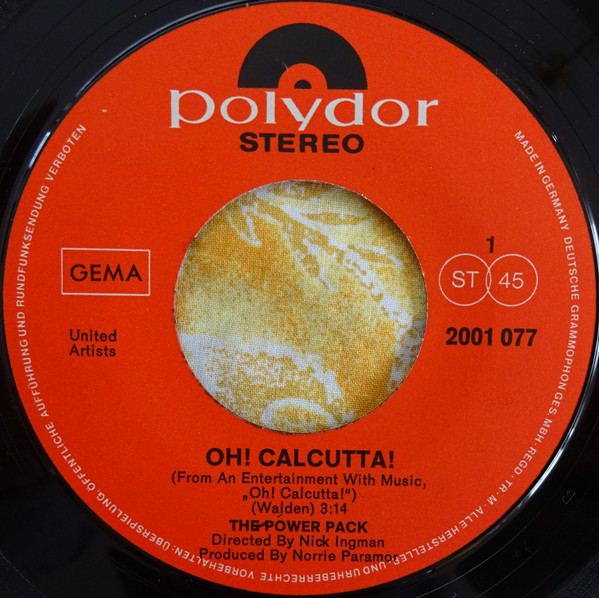 polydor
STEREO
GEMA
United
Artists
1
ST 45
2001 077
OH! CALCUTTA!
(From An Entertainment With Music,
„Oh! Calcutta!“)
(Walden) 3:14
THE POWER PACK
Directed By Nick Ingman
Produced By Norrie Paramor
MADE IN GERMANY DEUTSCHE GRAMMOPHON GES. MBH · REGD · TR · M · ALLE HERSTELLER- UND URHEBERRECHTE VORBEHALTEN · ÜBERSPIELUNG, ÖFFENTLICHE AUFFÜHRUNG UND RUNDFUNKSENDUNG VERBOTEN